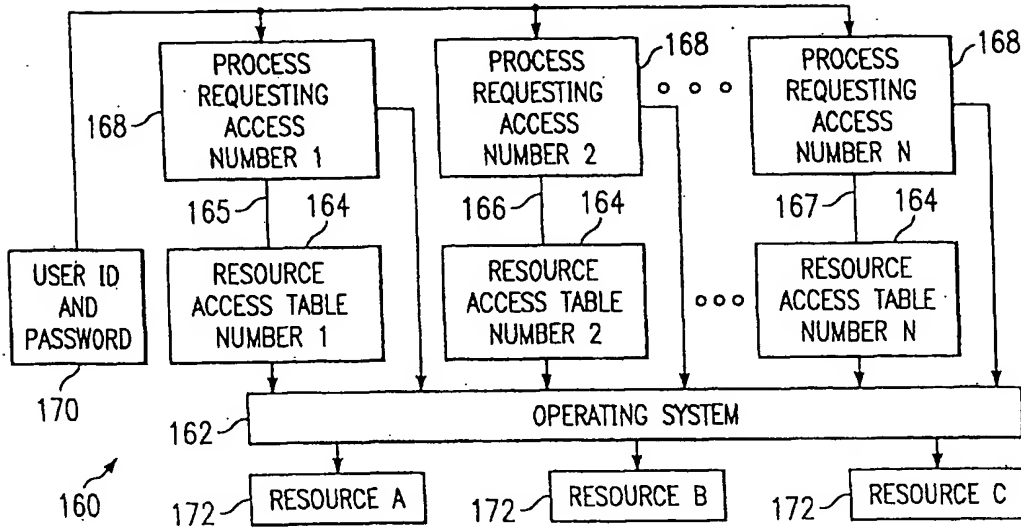 PROCESS
REQUESTING
ACCESS
NUMBER 1
168
PROCESS
REQUESTING
ACCESS
NUMBER 2
168
PROCESS
REQUESTING
ACCESS
NUMBER N
168
165
164
166
164
167
164
USER ID
AND
PASSWORD
170
RESOURCE
ACCESS TABLE
NUMBER 1
RESOURCE
ACCESS TABLE
NUMBER 2
RESOURCE
ACCESS TABLE
NUMBER N
162
OPERATING SYSTEM
160
172
RESOURCE A
172
RESOURCE B
172
RESOURCE C